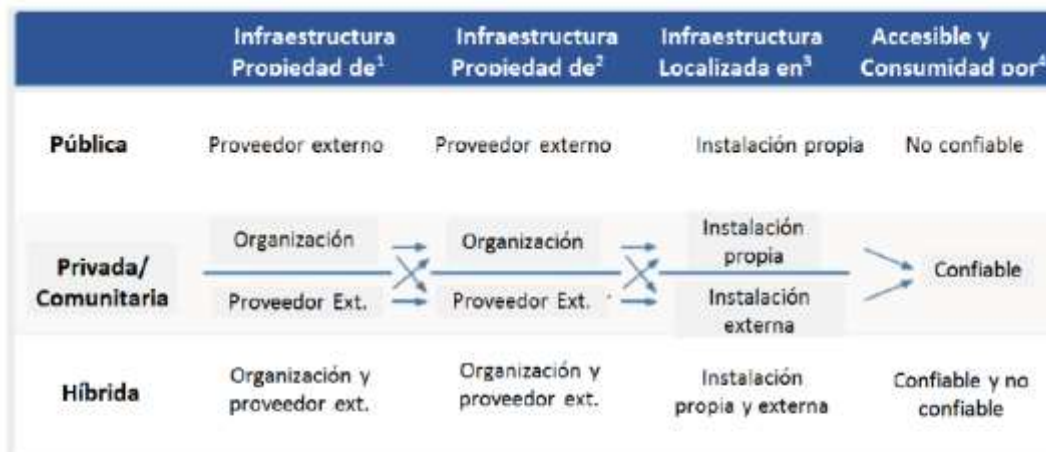 Infraestructura Propiedad de¹ Infraestructura Propiedad de² Infraestructura Localizada en³ Accesible y Consumidad por⁴
Pública Proveedor externo Proveedor externo Instalación propia No confiable
Privada/ Comunitaria
Organización Organización Instalación propia
Proveedor Ext. Proveedor Ext. Instalación externa
Confiable
Híbrida Organización y proveedor ext. Organización y proveedor ext. Instalación propia y externa Confiable y no confiable